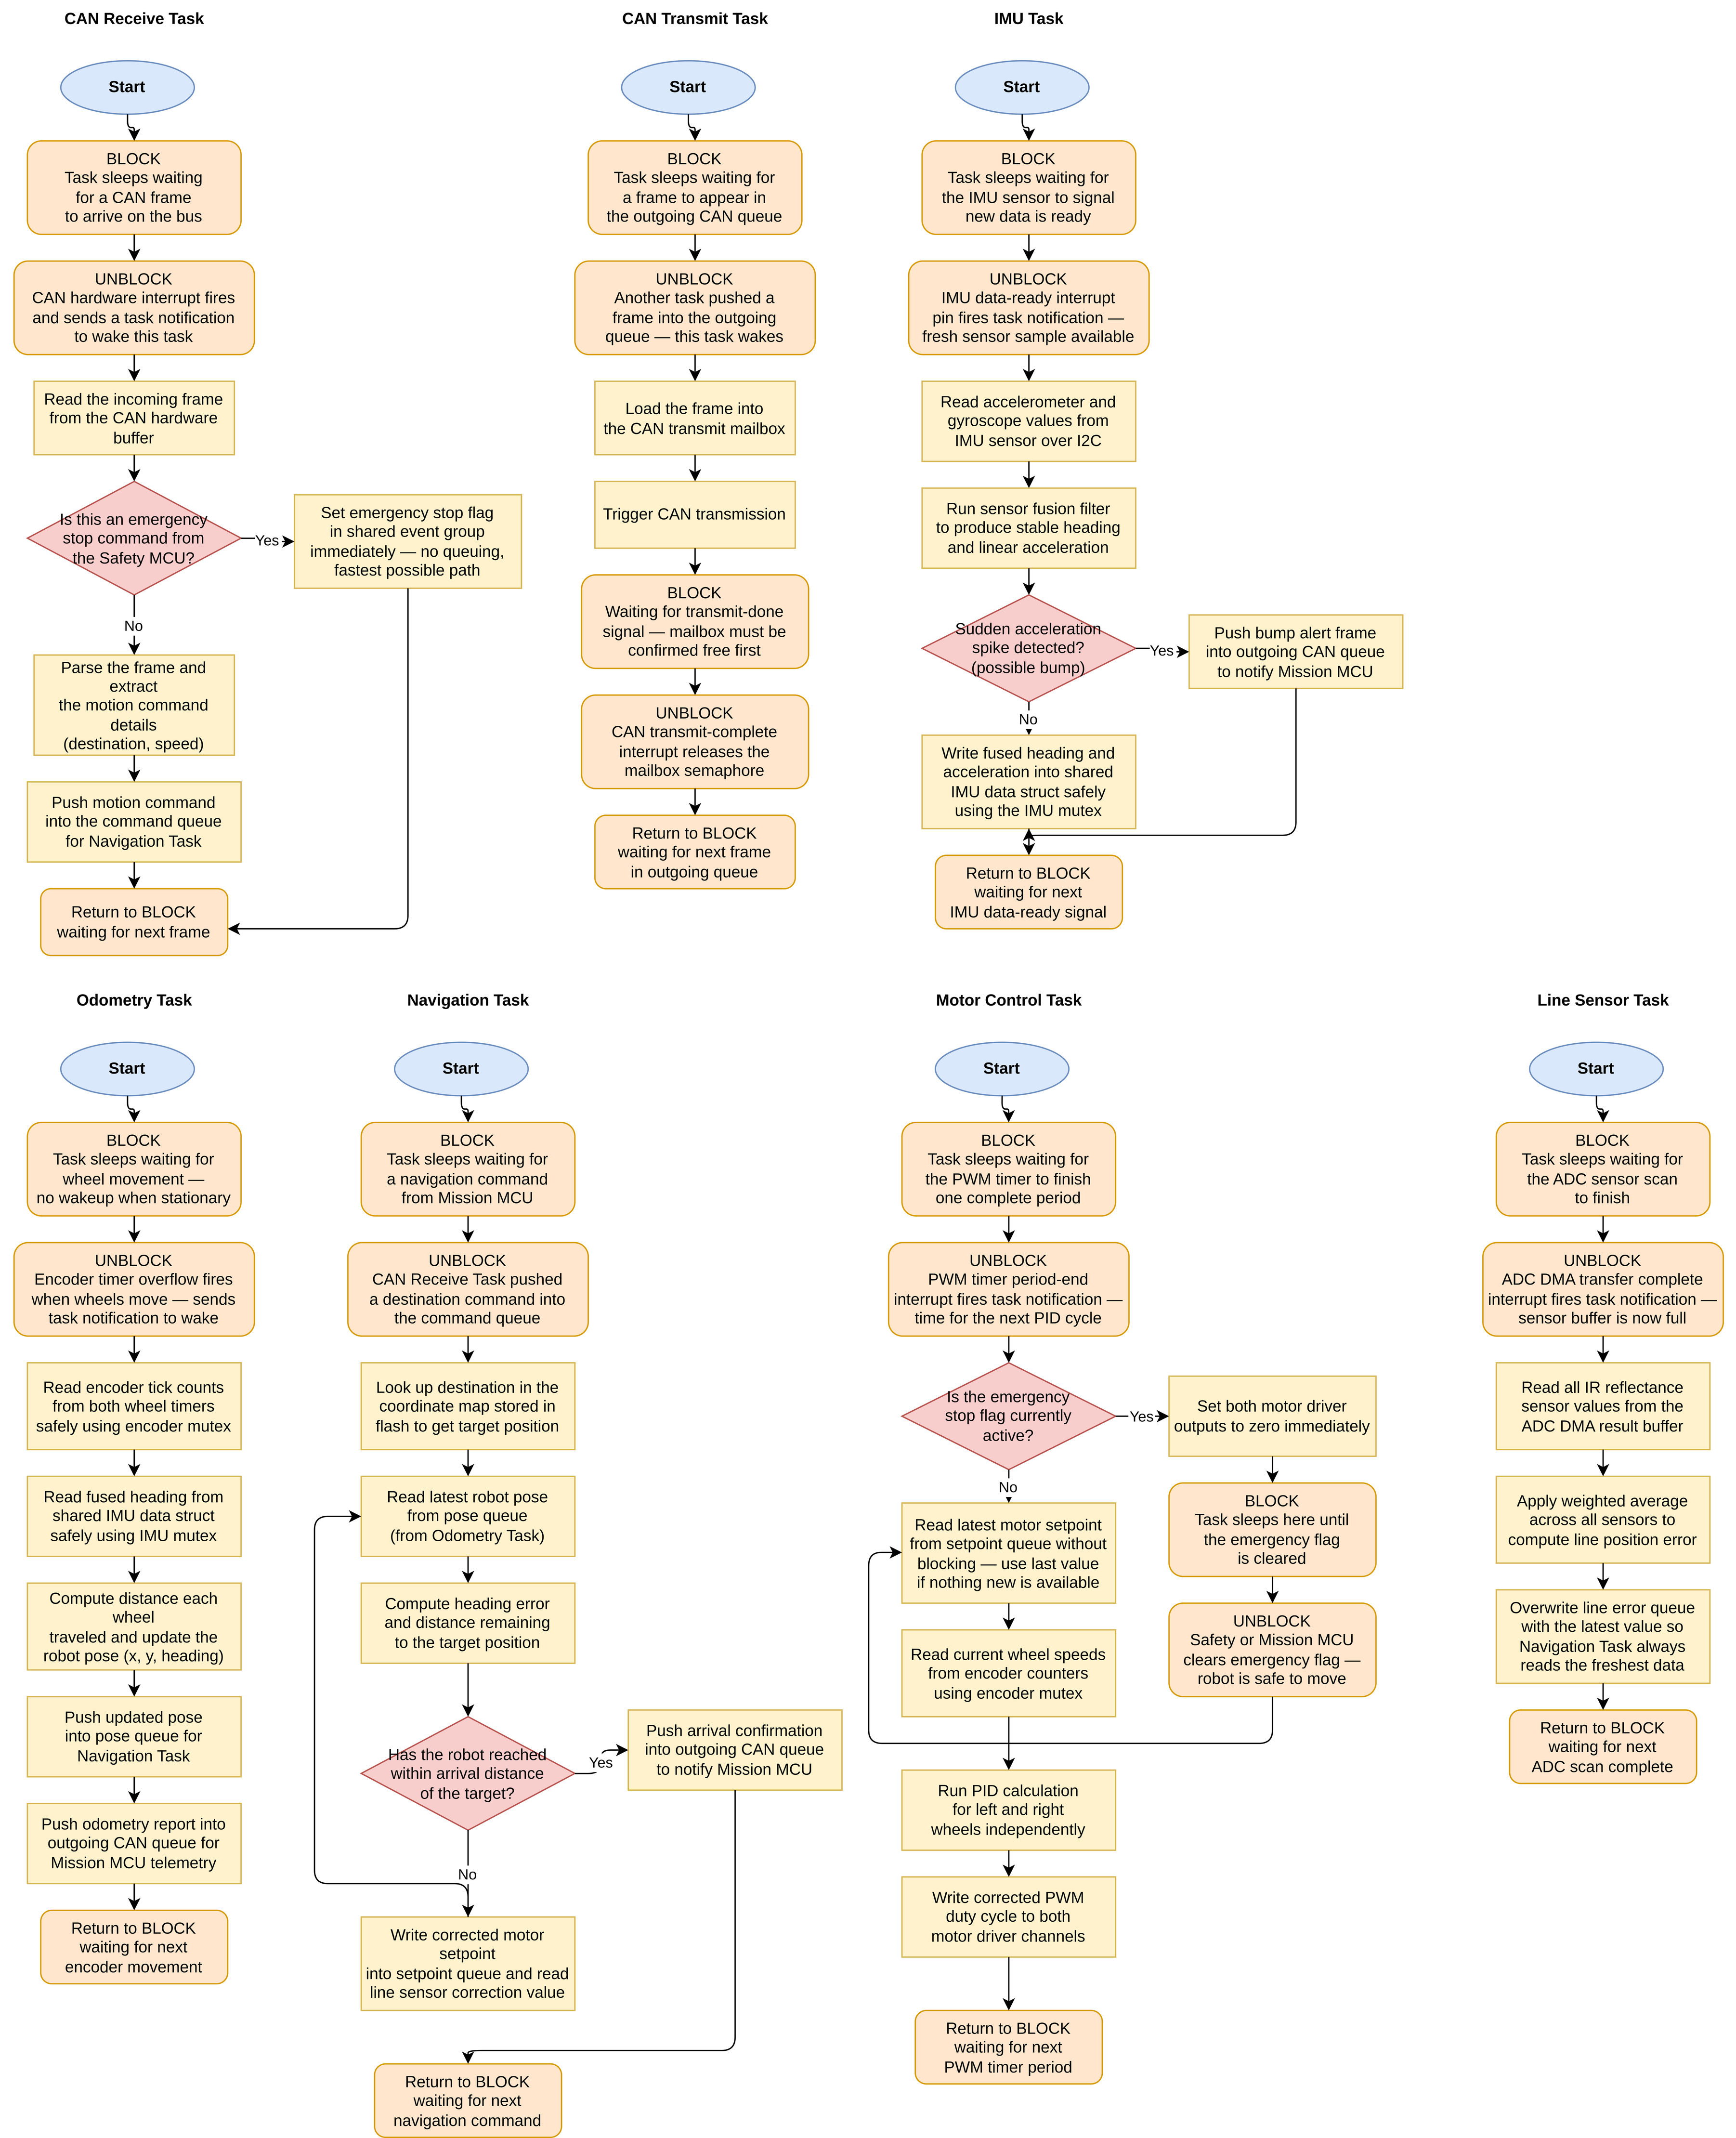 CAN Receive Task
Start
BLOCK
Task sleeps waiting
for a CAN frame
to arrive on the bus
UNBLOCK
CAN hardware interrupt fires
and sends a task notification
to wake this task
Read the incoming frame
from the CAN hardware
buffer
Is this an emergency
stop command from
the Safety MCU?
Yes
Set emergency stop flag
in shared event group
immediately — no queuing,
fastest possible path
No
Parse the frame and
extract
the motion command
details
(destination, speed)
Push motion command
into the command queue
for Navigation Task
Return to BLOCK
waiting for next frame
CAN Transmit Task
Start
BLOCK
Task sleeps waiting for
a frame to appear in
the outgoing CAN queue
UNBLOCK
Another task pushed a
frame into the outgoing
queue — this task wakes
Load the frame into
the CAN transmit mailbox
Trigger CAN transmission
BLOCK
Waiting for transmit-done
signal — mailbox must be
confirmed free first
UNBLOCK
CAN transmit-complete
interrupt releases the
mailbox semaphore
Return to BLOCK
waiting for next frame
in outgoing queue
IMU Task
Start
BLOCK
Task sleeps waiting for
the IMU sensor to signal
new data is ready
UNBLOCK
IMU data-ready interrupt
pin fires task notification —
fresh sensor sample available
Read accelerometer and
gyroscope values from
IMU sensor over I2C
Run sensor fusion filter
to produce stable heading
and linear acceleration
Sudden acceleration
spike detected?
(possible bump)
Yes
Push bump alert frame
into outgoing CAN queue
to notify Mission MCU
No
Write fused heading and
acceleration into shared
IMU data struct safely
using the IMU mutex
Return to BLOCK
waiting for next
IMU data-ready signal
Odometry Task
Start
BLOCK
Task sleeps waiting for
wheel movement —
no wakeup when stationary
UNBLOCK
Encoder timer overflow fires
when wheels move — sends
task notification to wake
Read encoder tick counts
from both wheel timers
safely using encoder mutex
Read fused heading from
shared IMU data struct
safely using IMU mutex
Compute distance each
wheel
traveled and update the
robot pose (x, y, heading)
Push updated pose
into pose queue for
Navigation Task
Push odometry report into
outgoing CAN queue for
Mission MCU telemetry
Return to BLOCK
waiting for next
encoder movement
Navigation Task
Start
BLOCK
Task sleeps waiting for
a navigation command
from Mission MCU
UNBLOCK
CAN Receive Task pushed
a destination command into
the command queue
Look up destination in the
coordinate map stored in
flash to get target position
Read latest robot pose
from pose queue
(from Odometry Task)
Compute heading error
and distance remaining
to the target position
Has the robot reached
within arrival distance
of the target?
Yes
Push arrival confirmation
into outgoing CAN queue
to notify Mission MCU
No
Write corrected motor
setpoint
into setpoint queue and read
line sensor correction value
Return to BLOCK
waiting for next
navigation command
Motor Control Task
Start
BLOCK
Task sleeps waiting for
the PWM timer to finish
one complete period
UNBLOCK
PWM timer period-end
interrupt fires task notification —
time for the next PID cycle
Is the emergency
stop flag currently
active?
Yes
Set both motor driver
outputs to zero immediately
BLOCK
Task sleeps here until
the emergency flag
is cleared
UNBLOCK
Safety or Mission MCU
clears emergency flag —
robot is safe to move
No
Read latest motor setpoint
from setpoint queue without
blocking — use last value
if nothing new is available
Read current wheel speeds
from encoder counters
using encoder mutex
Run PID calculation
for left and right
wheels independently
Write corrected PWM
duty cycle to both
motor driver channels
Return to BLOCK
waiting for next
PWM timer period
Line Sensor Task
Start
BLOCK
Task sleeps waiting for
the ADC sensor scan
to finish
UNBLOCK
ADC DMA transfer complete
interrupt fires task notification —
sensor buffer is now full
Read all IR reflectance
sensor values from the
ADC DMA result buffer
Apply weighted average
across all sensors to
compute line position error
Overwrite line error queue
with the latest value so
Navigation Task always
reads the freshest data
Return to BLOCK
waiting for next
ADC scan complete